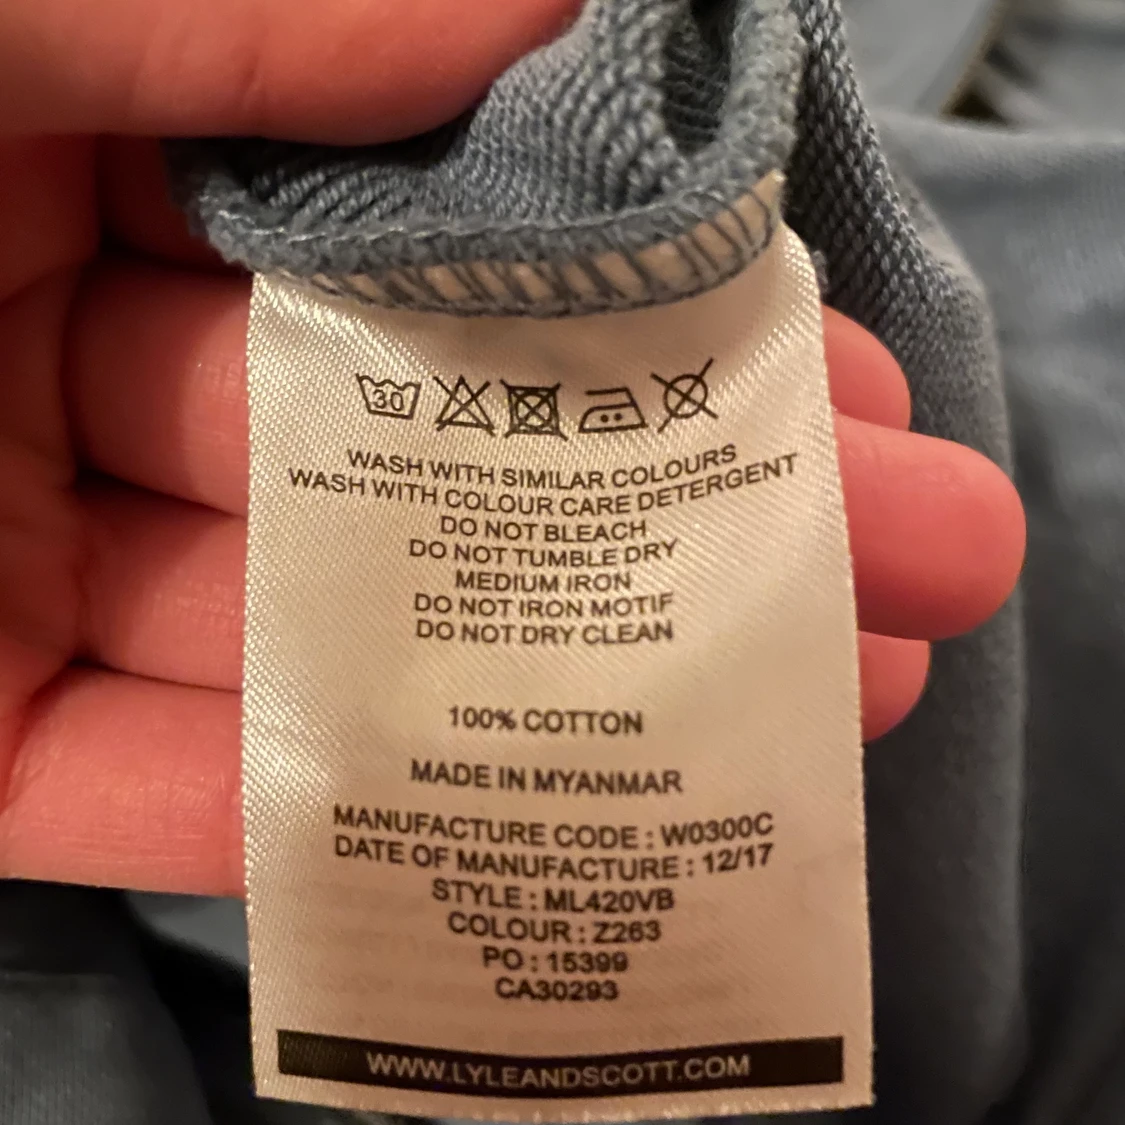 30
WASH WITH SIMILAR COLOURS
WASH WITH COLOUR CARE DETERGENT
DO NOT BLEACH
DO NOT TUMBLE DRY
MEDIUM IRON
DO NOT IRON MOTIF
DO NOT DRY CLEAN
100% COTTON
MADE IN MYANMAR
MANUFACTURE CODE : W0300C
DATE OF MANUFACTURE : 12/17
STYLE : ML420VB
COLOUR : Z263
PO : 15399
CA30293
WWW.LYLEANDSCOTT.COM